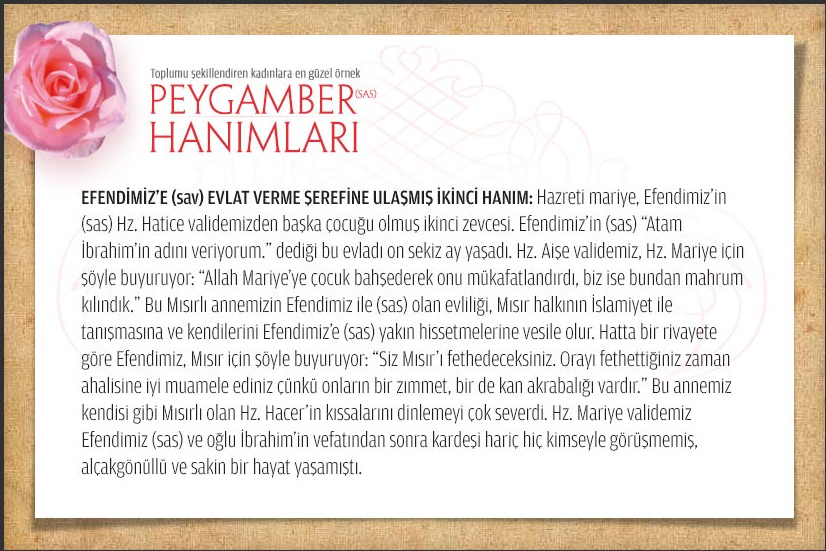 Toplumu şekillendiren kadınlara en güzel örnek
PEYGAMBER (SAS)
HANIMLARI
EFENDİMİZ’E (sav) EVLAT VERME ŞEREFİNE ULAŞMIŞ İKİNCİ HANIM: Hazreti mariye, Efendimiz’in
(sas) Hz. Hatice validemizden başka çocuğu olmuş ikinci zevcesi. Efendimiz’in (sas) “Atam
İbrahim’in adını veriyorum.” dediği bu evladı on sekiz ay yaşadı. Hz. Aişe validemiz, Hz. Mariye için
şöyle buyuruyor: “Allah Mariye’ye çocuk bahşederek onu mükafatlandırdı, biz ise bundan mahrum
kılındık.” Bu Mısırlı annemizin Efendimiz ile (sas) olan evliliği, Mısır halkının İslamiyet ile
tanışmasına ve kendilerini Efendimiz’e (sas) yakın hissetmelerine vesile olur. Hatta bir rivayete
göre Efendimiz, Mısır için şöyle buyuruyor: “Siz Mısır’ı fethedeceksiniz. Orayı fethettiğiniz zaman
ahalisine iyi muamele ediniz çünkü onların bir zımmet, bir de kan akrabalığı vardır.” Bu annemiz
kendisi gibi Mısırlı olan Hz. Hacer’in kıssalarını dinlemeyi çok severdi. Hz. Mariye validemiz
Efendimiz (sas) ve oğlu İbrahim’in vefatından sonra kardeşi hariç hiç kimseyle görüşmemiş,
alçakgönüllü ve sakin bir hayat yaşamıştı.